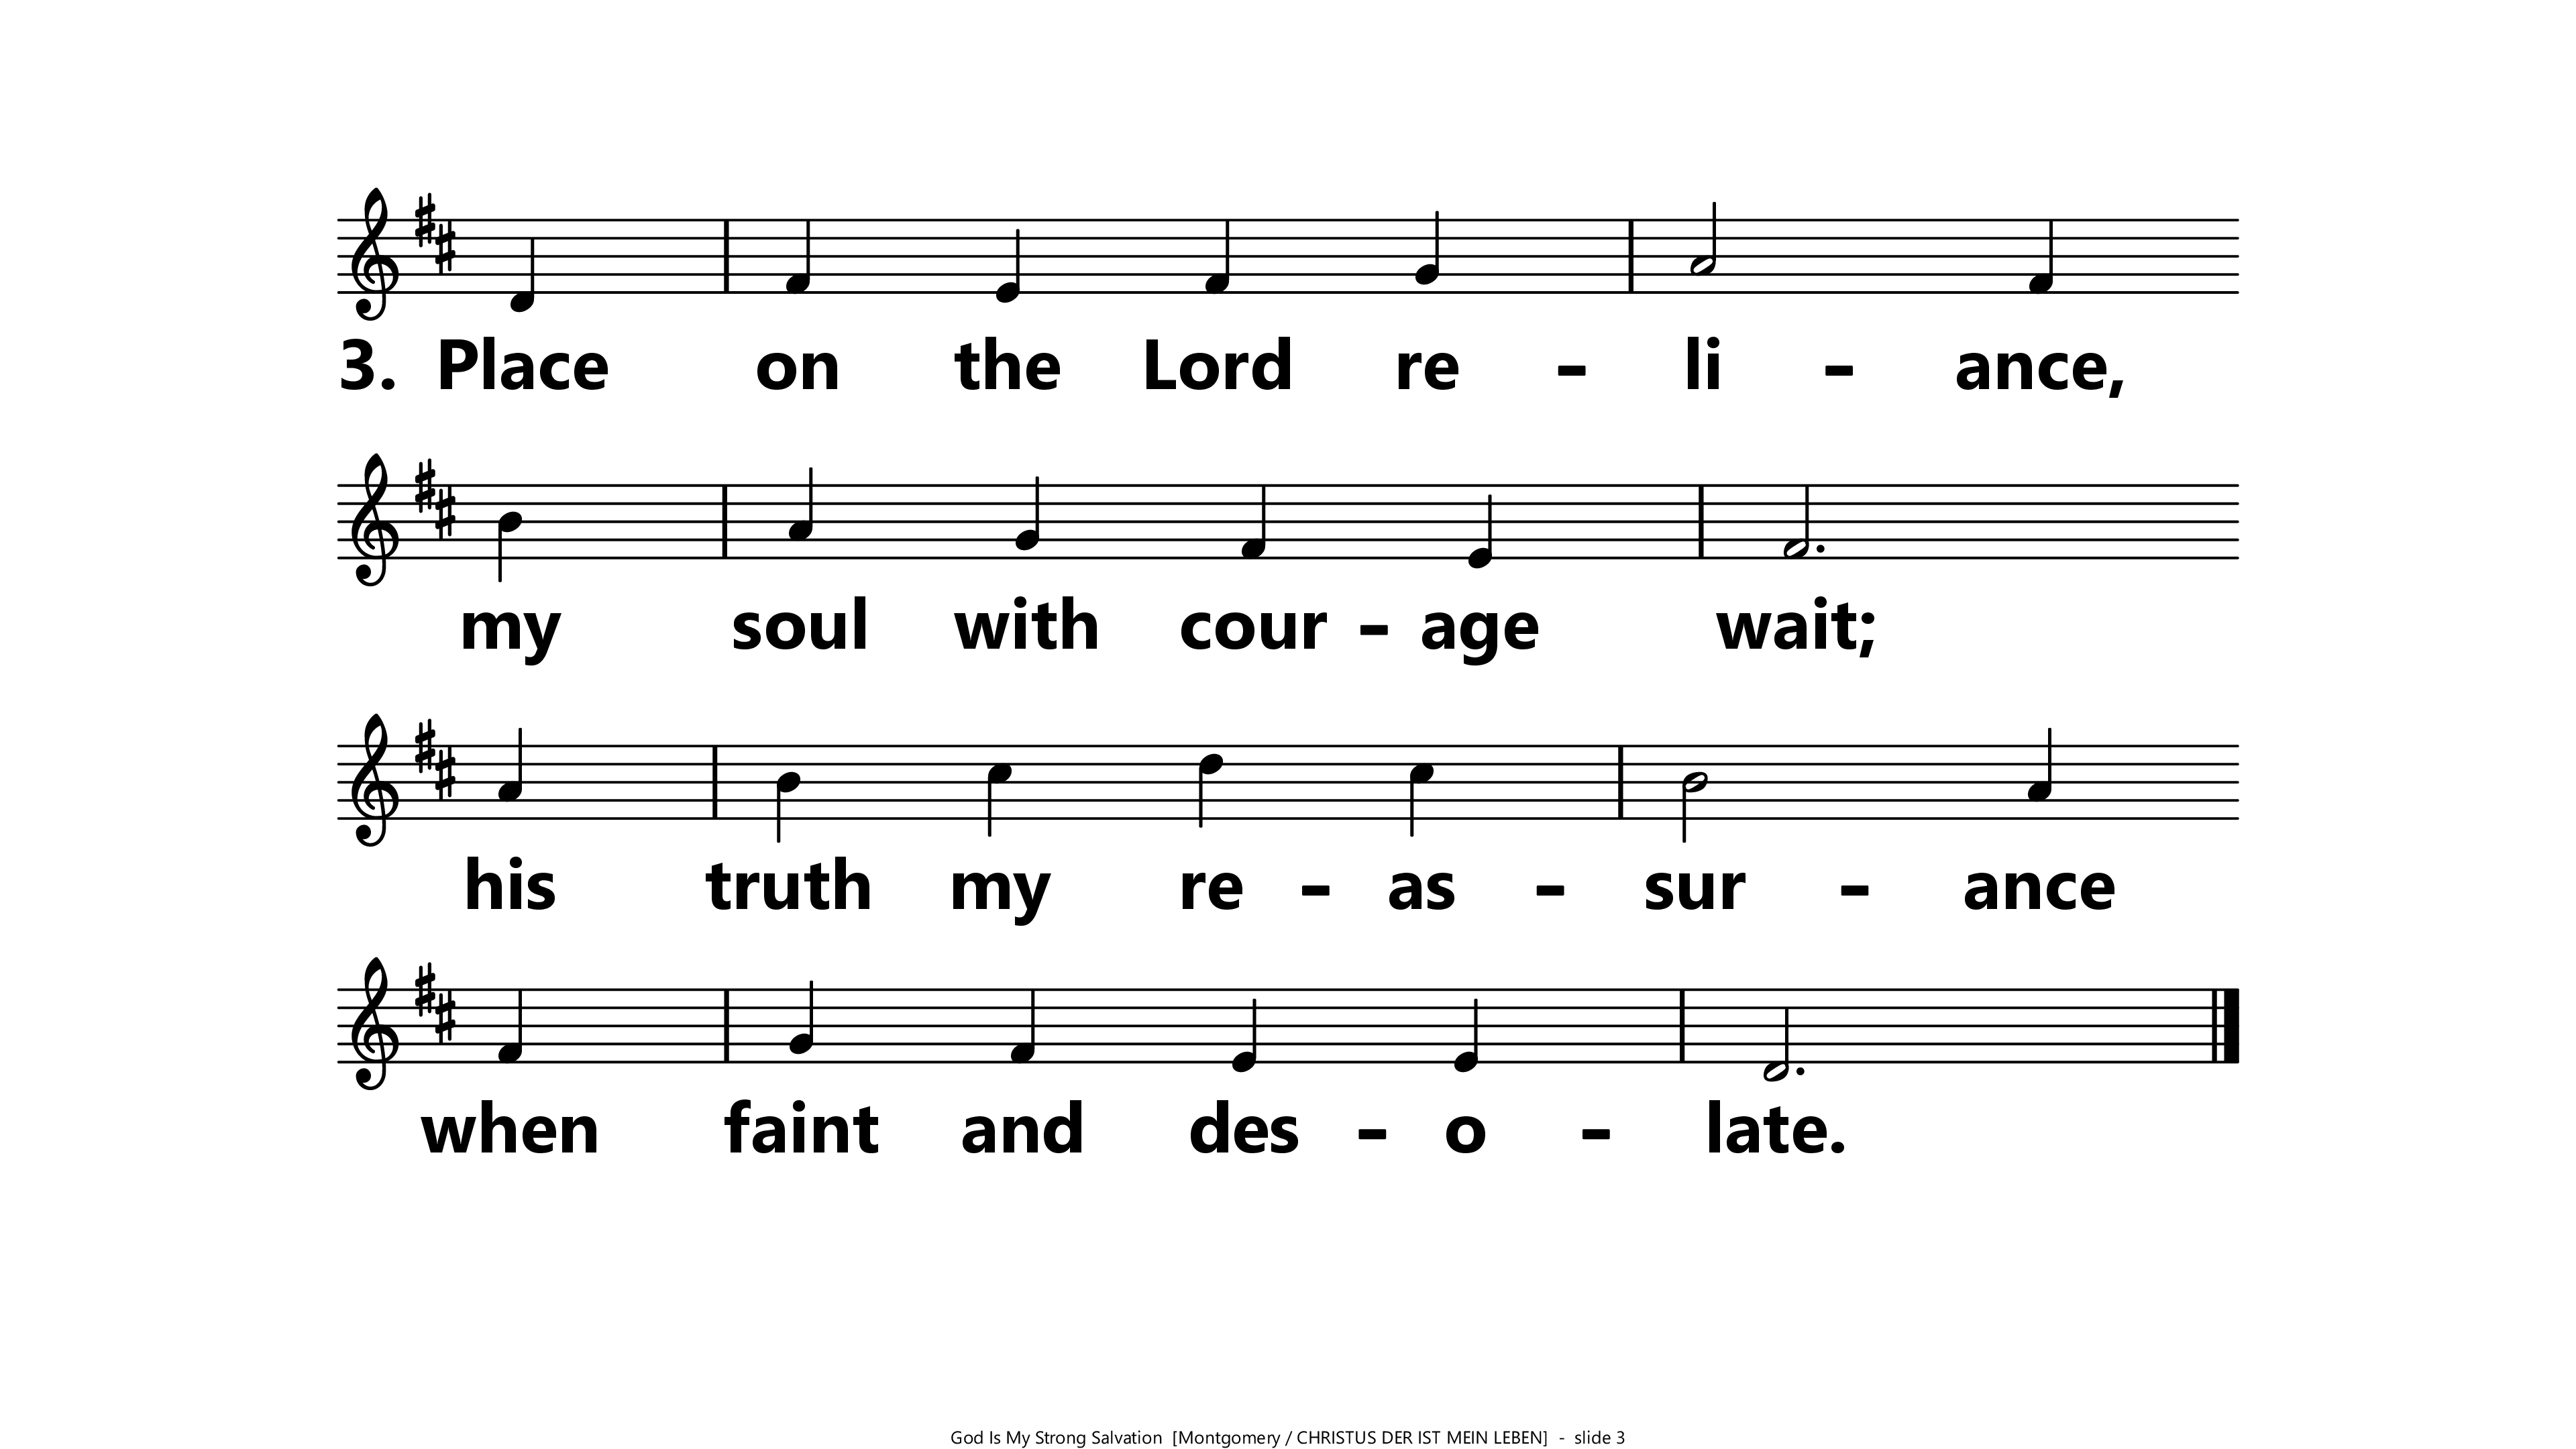 3. Place on the Lord re - li - ance,
my soul with cour - age wait;
his truth my re - as - sur - ance
when faint and des - o - late.
God Is My Strong Salvation [Montgomery / CHRISTUS DER IST MEIN LEBEN] - slide 3